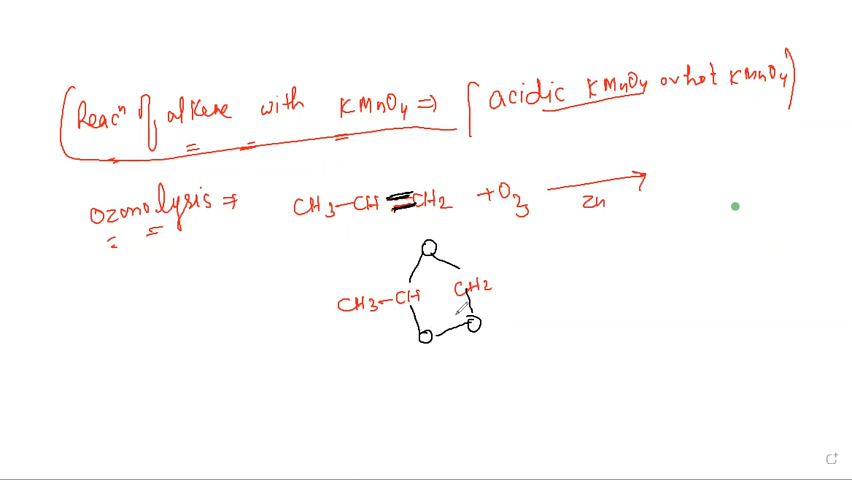 (Reacⁿ of alkene with KMnO4 ⇒ [acidic KMnO4 or hot KMnO4)
Ozonolysis ⇒ CH3-CH=CH2 + O3 → Zn
O
CH3-CH CH2
O O